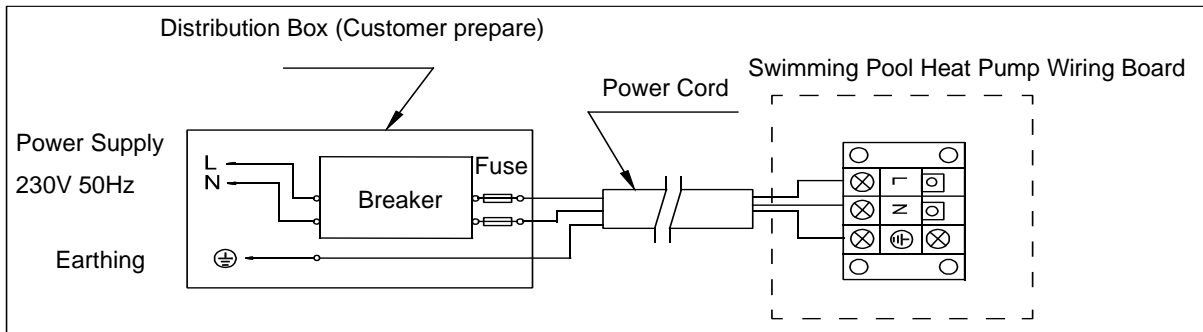 Distribution Box (Customer prepare)
Swimming Pool Heat Pump Wiring Board
Power Cord
Power Supply
230V 50Hz
L
N
Fuse
Breaker
Earthing
L
N